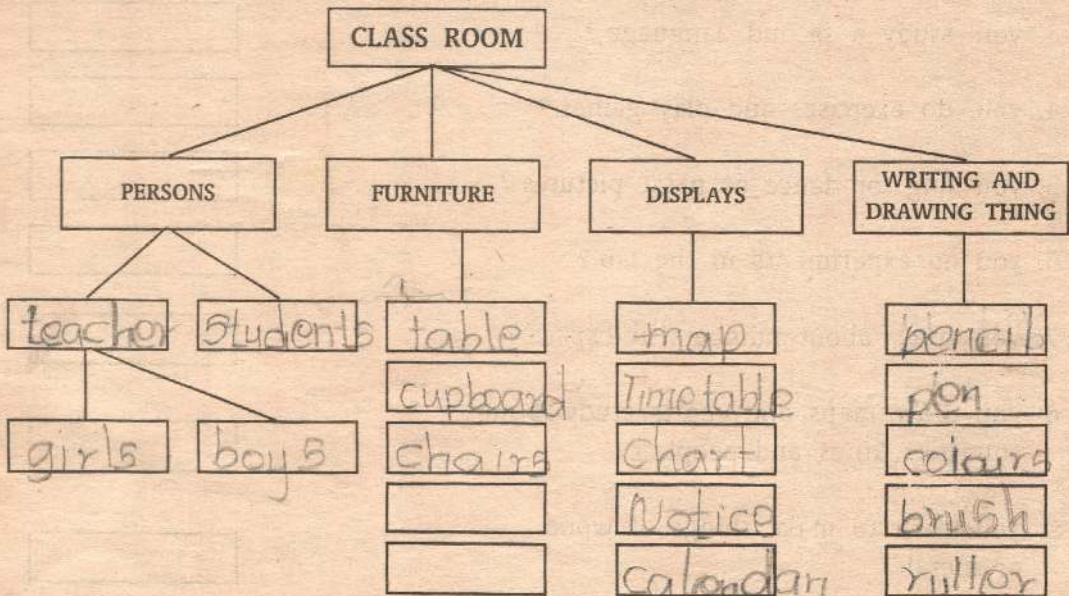 CLASS ROOM
PERSONS
FURNITURE
DISPLAYS
WRITING AND
DRAWING THING
teacher
students
girls
boys
table
cupboard
chairs
map
Timetable
Chart
Notice
calondar
pencil
pen
colours
brush
ruller